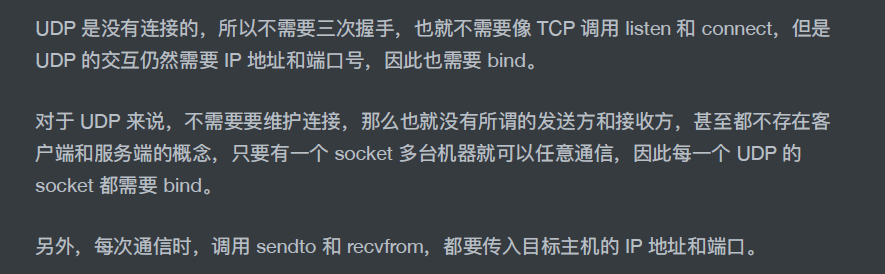 UDP 是没有连接的，所以不需要三次握手，也就不需要像 TCP 调用 listen 和 connect，但是
UDP 的交互仍然需要 IP 地址和端口号，因此也需要 bind。
对于 UDP 来说，不需要要维护连接，那么也就没有所谓的发送方和接收方，甚至都不存在客
户端和服务端的概念，只要有一个 socket 多台机器就可以任意通信，因此每一个 UDP 的
socket 都需要 bind。
另外，每次通信时，调用 sendto 和 recvfrom，都要传入目标主机的 IP 地址和端口。